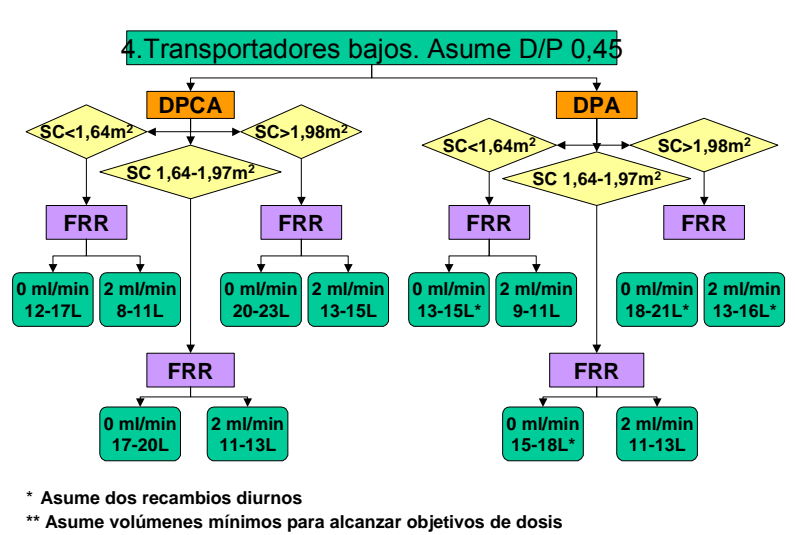 4.Transportadores bajos. Asume D/P 0,45
DPCA
DPA
SC<1,64m²
SC>1,98m²
SC 1,64-1,97m²
SC<1,64m²
SC>1,98m²
SC 1,64-1,97m²
FRR
FRR
FRR
FRR
0 ml/min
12-17L
2 ml/min
8-11L
0 ml/min
20-23L
2 ml/min
13-15L
0 ml/min
13-15L*
2 ml/min
9-11L
0 ml/min
18-21L*
2 ml/min
13-16L*
FRR
FRR
0 ml/min
17-20L
2 ml/min
11-13L
0 ml/min
15-18L*
2 ml/min
11-13L
* Asume dos recambios diurnos
** Asume volúmenes mínimos para alcanzar objetivos de dosis